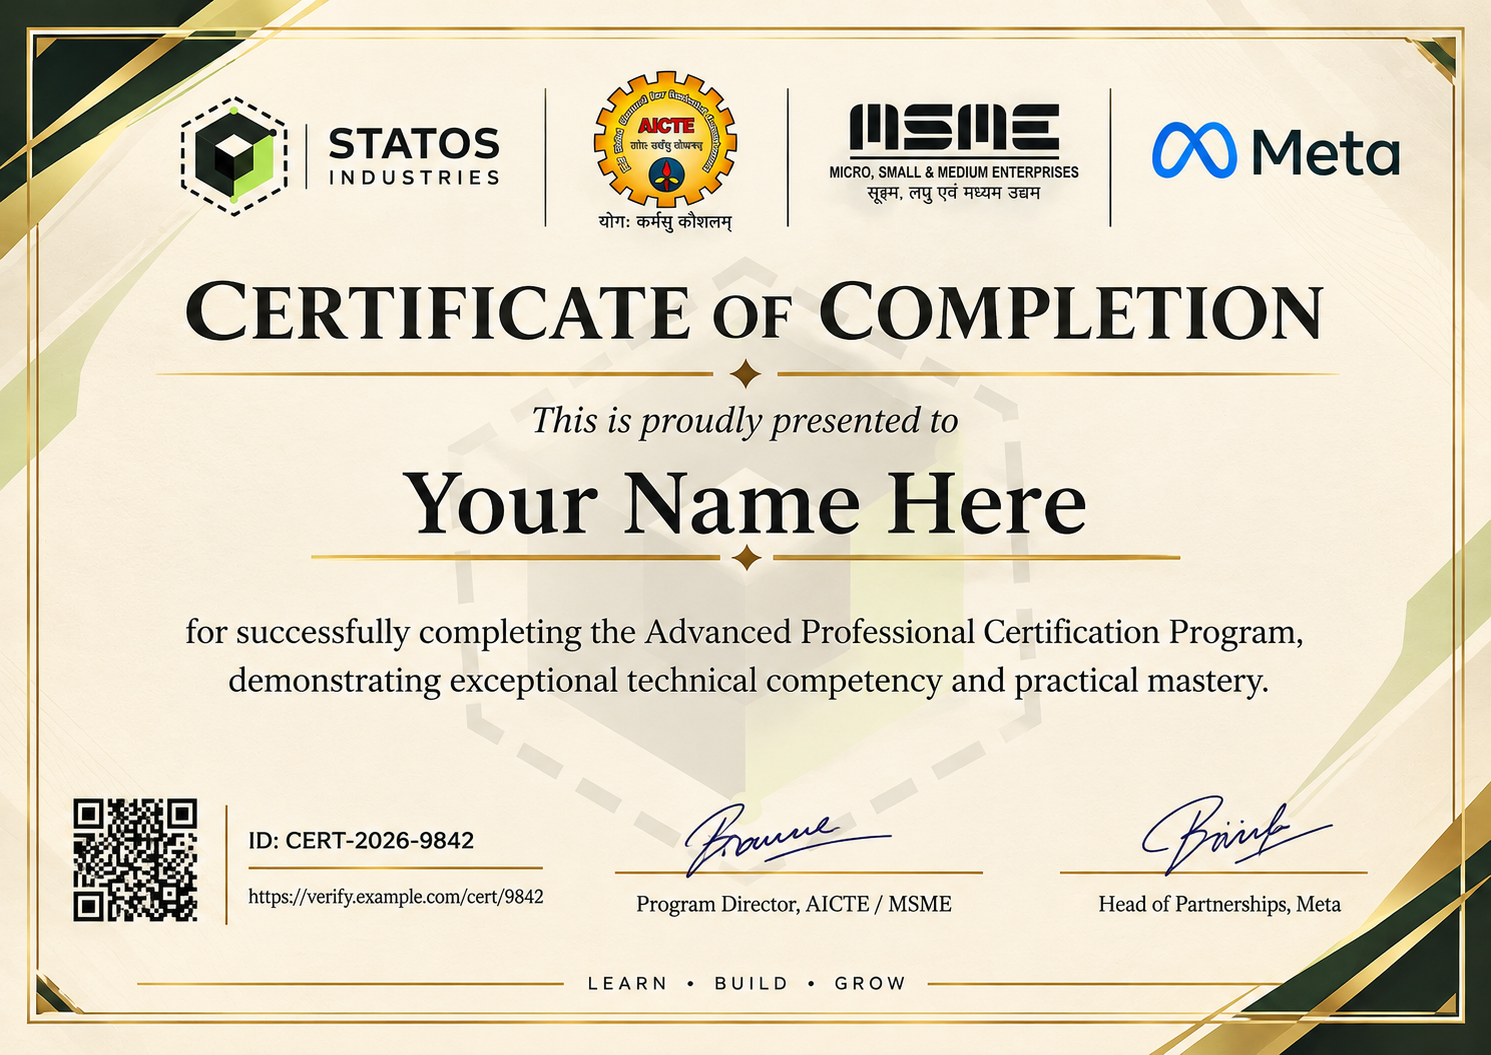 STATOS
INDUSTRIES
AICTE
योगः कर्मसु कौशलम्
MSME
MICRO, SMALL & MEDIUM ENTERPRISES
सूक्ष्म, लघु एवं मध्यम उद्यम
Meta
CERTIFICATE OF COMPLETION
This is proudly presented to
Your Name Here
for successfully completing the Advanced Professional Certification Program,
demonstrating exceptional technical competency and practical mastery.
ID: CERT-2026-9842
https://verify.example.com/cert/9842
Program Director, AICTE / MSME
Head of Partnerships, Meta
LEARN • BUILD • GROW